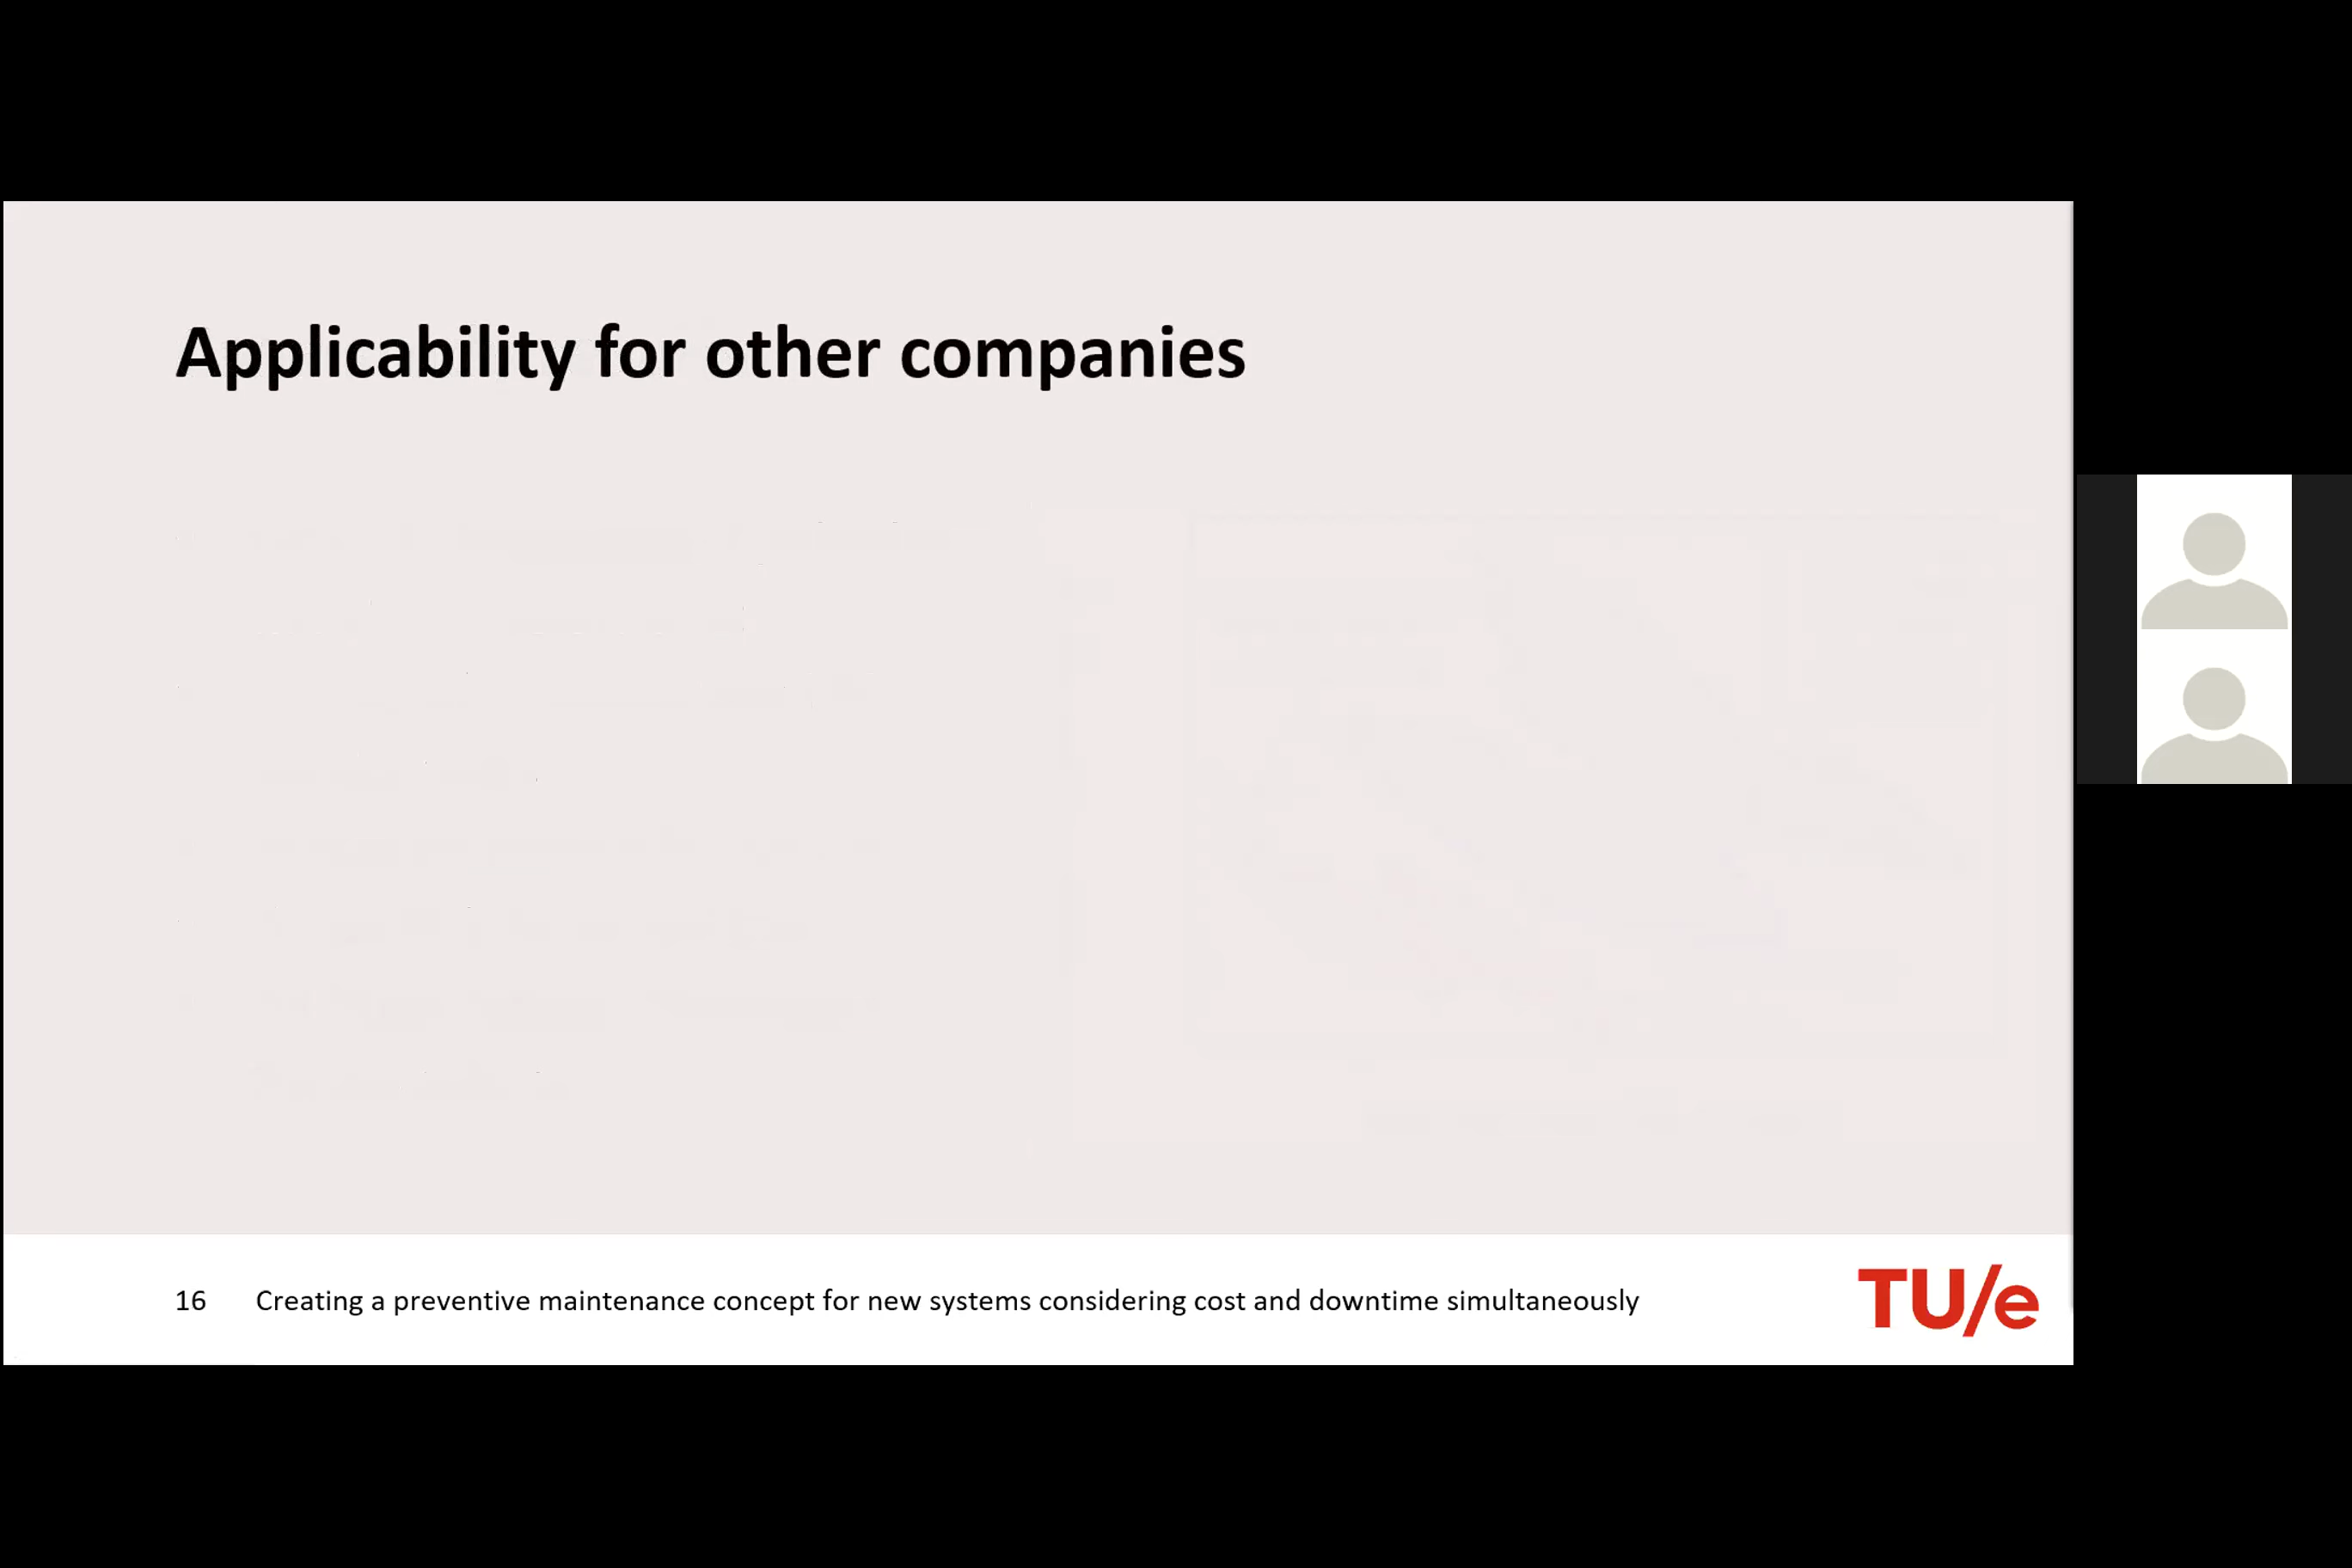 Applicability for other companies
16 Creating a preventive maintenance concept for new systems considering cost and downtime simultaneously
TU/e